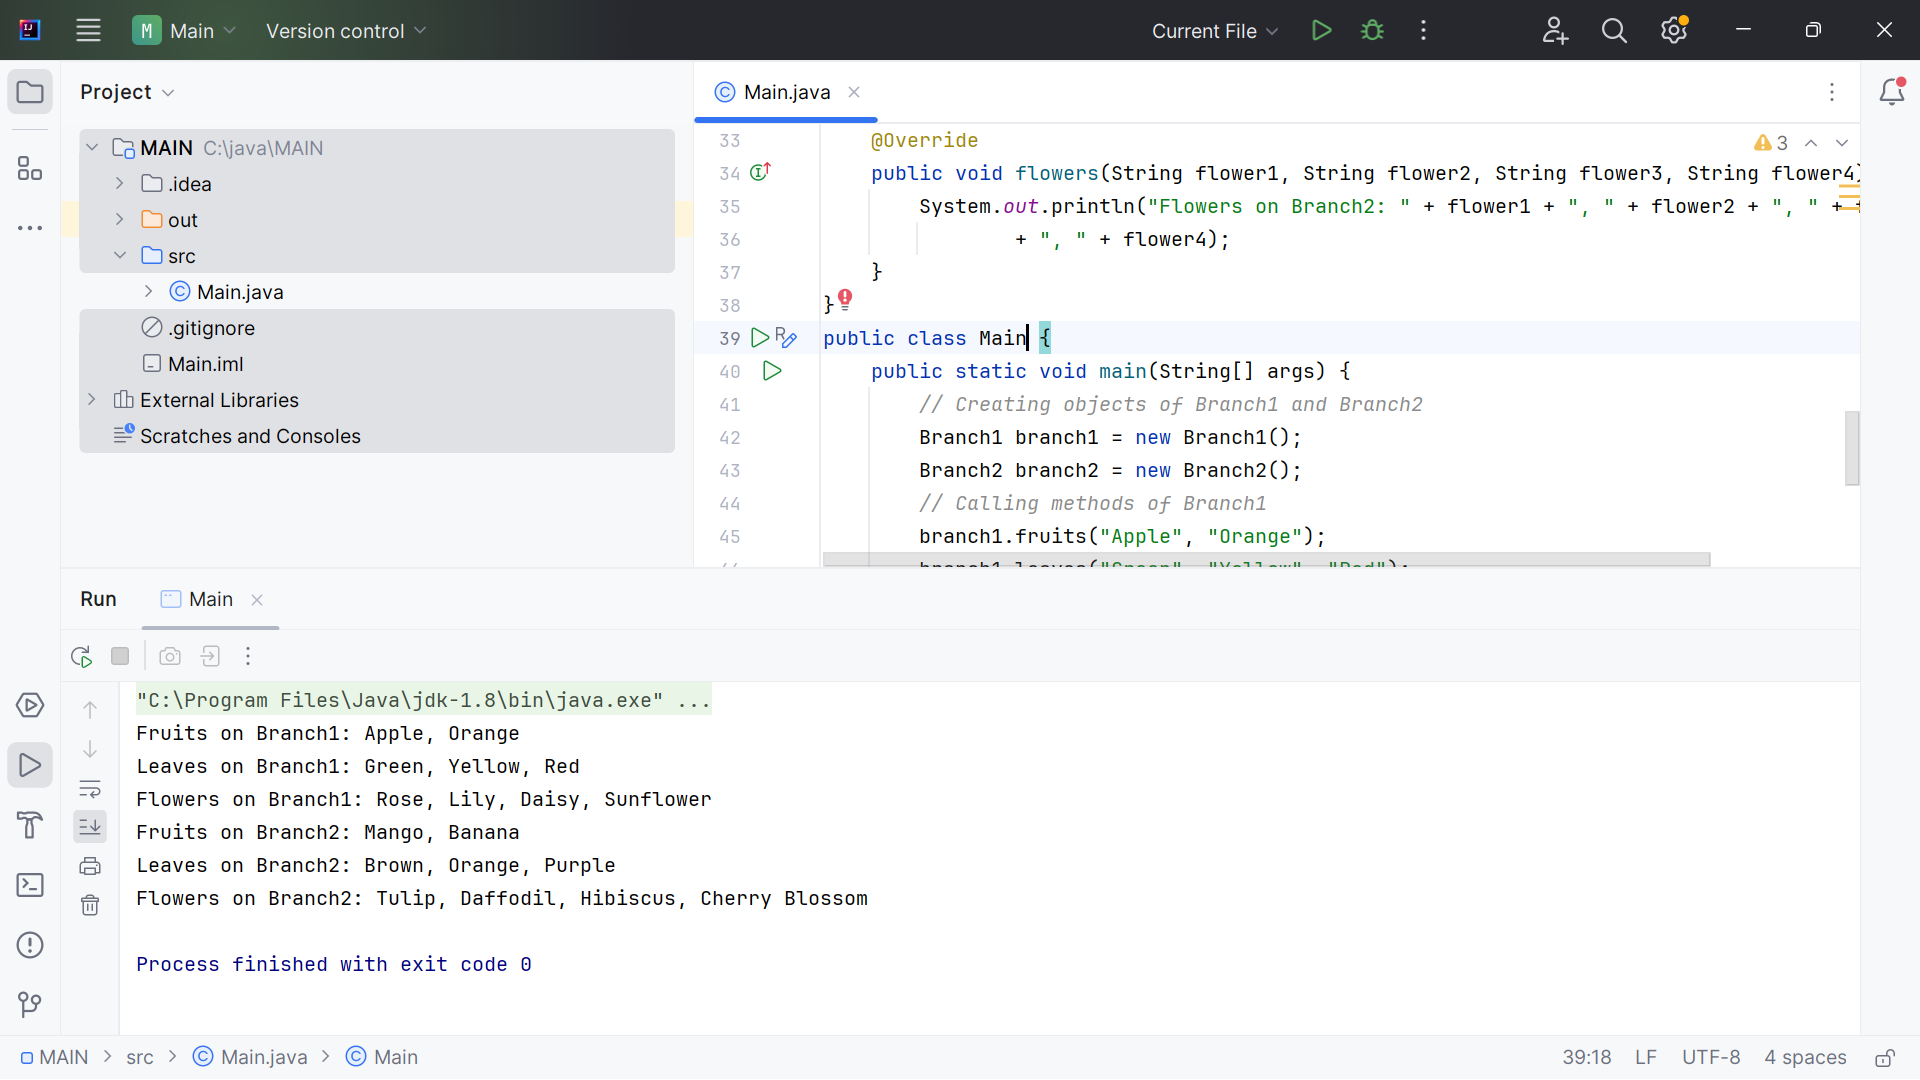 M Main Version control Current File
Project
Main.java
MAIN C:\java\MAIN
.idea
out
src
Main.java
.gitignore
Main.iml
External Libraries
Scratches and Consoles
3
33 @Override
34 public void flowers(String flower1, String flower2, String flower3, String flower4)
35 System.out.println("Flowers on Branch2: " + flower1 + ", " + flower2 + ", " +
36 + ", " + flower4);
37 }
38 }
39 public class Main {
40 public static void main(String[] args) {
41 // Creating objects of Branch1 and Branch2
42 Branch1 branch1 = new Branch1();
43 Branch2 branch2 = new Branch2();
44 // Calling methods of Branch1
45 branch1.fruits("Apple", "Orange");
branch1.leaves("Green", "Yellow", "Red");
Run Main
"C:\Program Files\Java\jdk-1.8\bin\java.exe" ...
Fruits on Branch1: Apple, Orange
Leaves on Branch1: Green, Yellow, Red
Flowers on Branch1: Rose, Lily, Daisy, Sunflower
Fruits on Branch2: Mango, Banana
Leaves on Branch2: Brown, Orange, Purple
Flowers on Branch2: Tulip, Daffodil, Hibiscus, Cherry Blossom
Process finished with exit code 0
MAIN > src > Main.java > Main 39:18 LF UTF-8 4 spaces